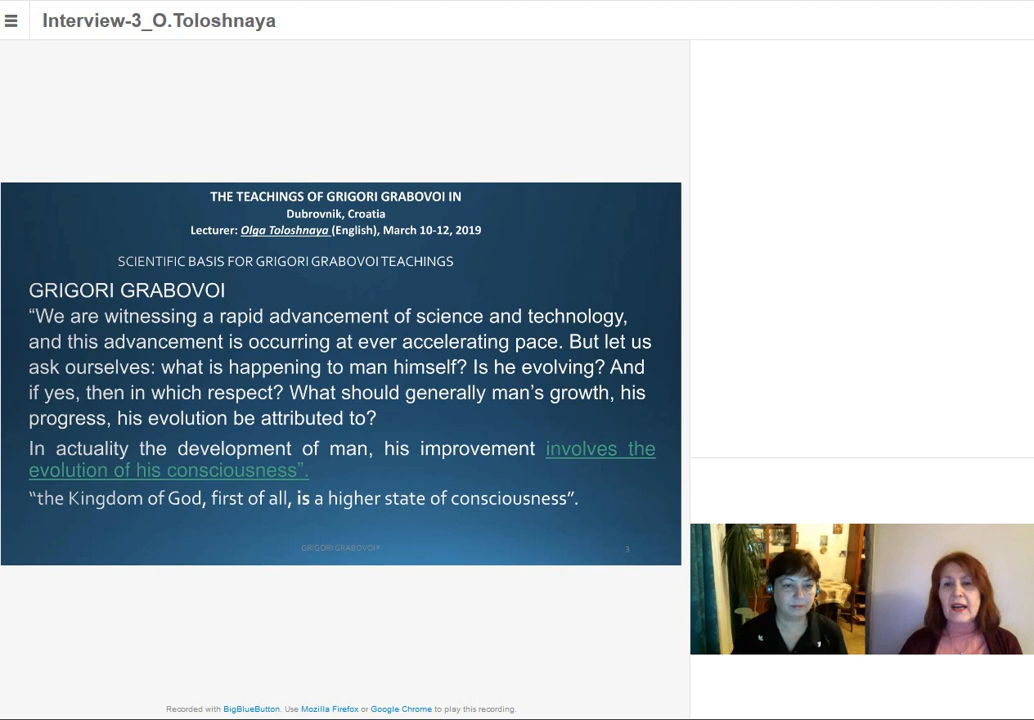 Interview-3_O.Toloshnaya
THE TEACHINGS OF GRIGORI GRABOVOI IN
Dubrovnik, Croatia
Lecturer: Olga Toloshnaya (English), March 10-12, 2019
SCIENTIFIC BASIS FOR GRIGORI GRABOVOI TEACHINGS
GRIGORI GRABOVOI
“We are witnessing a rapid advancement of science and technology,
and this advancement is occurring at ever accelerating pace. But let us
ask ourselves: what is happening to man himself? Is he evolving? And
if yes, then in which respect? What should generally man’s growth, his
progress, his evolution be attributed to?
In actuality the development of man, his improvement involves the
evolution of his consciousness”.
“the Kingdom of God, first of all, is a higher state of consciousness”.
GRIGORI GRABOVOI®
3
Recorded with BigBlueButton. Use Mozilla Firefox or Google Chrome to play this recording.